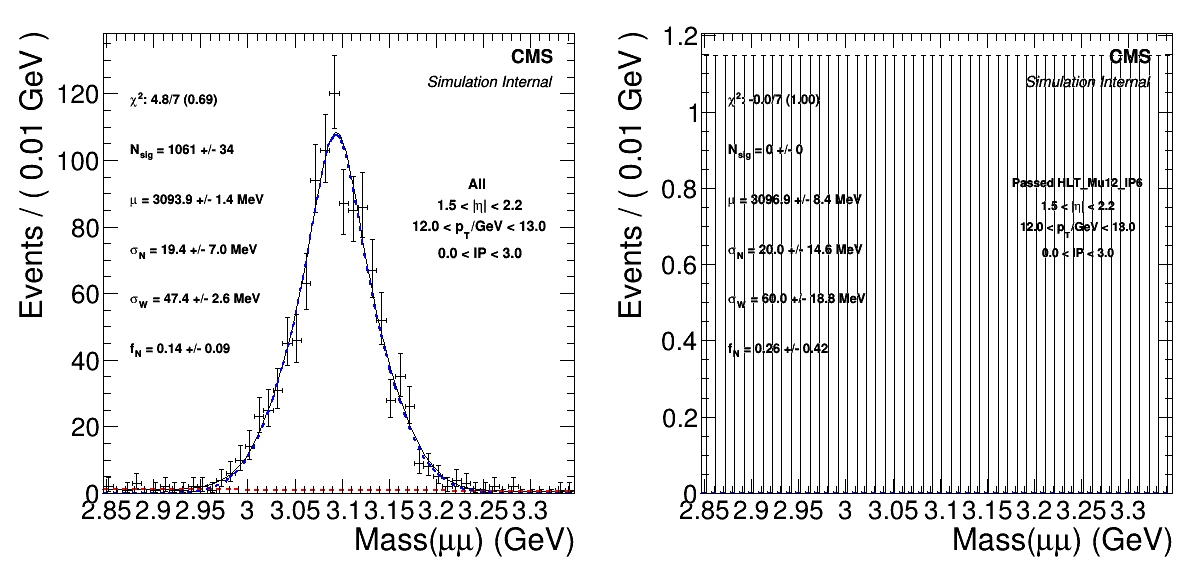 CMS
Simulation Internal
χ²: 4.8/7 (0.69)
N_sig = 1061 +/- 34
μ = 3093.9 +/- 1.4 MeV
σ_N = 19.4 +/- 7.0 MeV
σ_W = 47.4 +/- 2.6 MeV
f_N = 0.14 +/- 0.09
All
1.5 < |η| < 2.2
12.0 < p_T/GeV < 13.0
0.0 < IP < 3.0
Events / ( 0.01 GeV )
120
100
80
60
40
20
0
2.85 2.9 2.95 3 3.05 3.1 3.15 3.2 3.25 3.3
Mass(μμ) (GeV)
CMS
Simulation Internal
χ²: -0.0/7 (1.00)
N_sig = 0 +/- 0
μ = 3096.9 +/- 8.4 MeV
σ_N = 20.0 +/- 14.6 MeV
σ_W = 60.0 +/- 18.8 MeV
f_N = 0.26 +/- 0.42
Passed HLT_Mu12_IP6
1.5 < |η| < 2.2
12.0 < p_T/GeV < 13.0
0.0 < IP < 3.0
Events / ( 0.01 GeV )
1.2
1
0.8
0.6
0.4
0.2
0
2.85 2.9 2.95 3 3.05 3.1 3.15 3.2 3.25 3.3
Mass(μμ) (GeV)